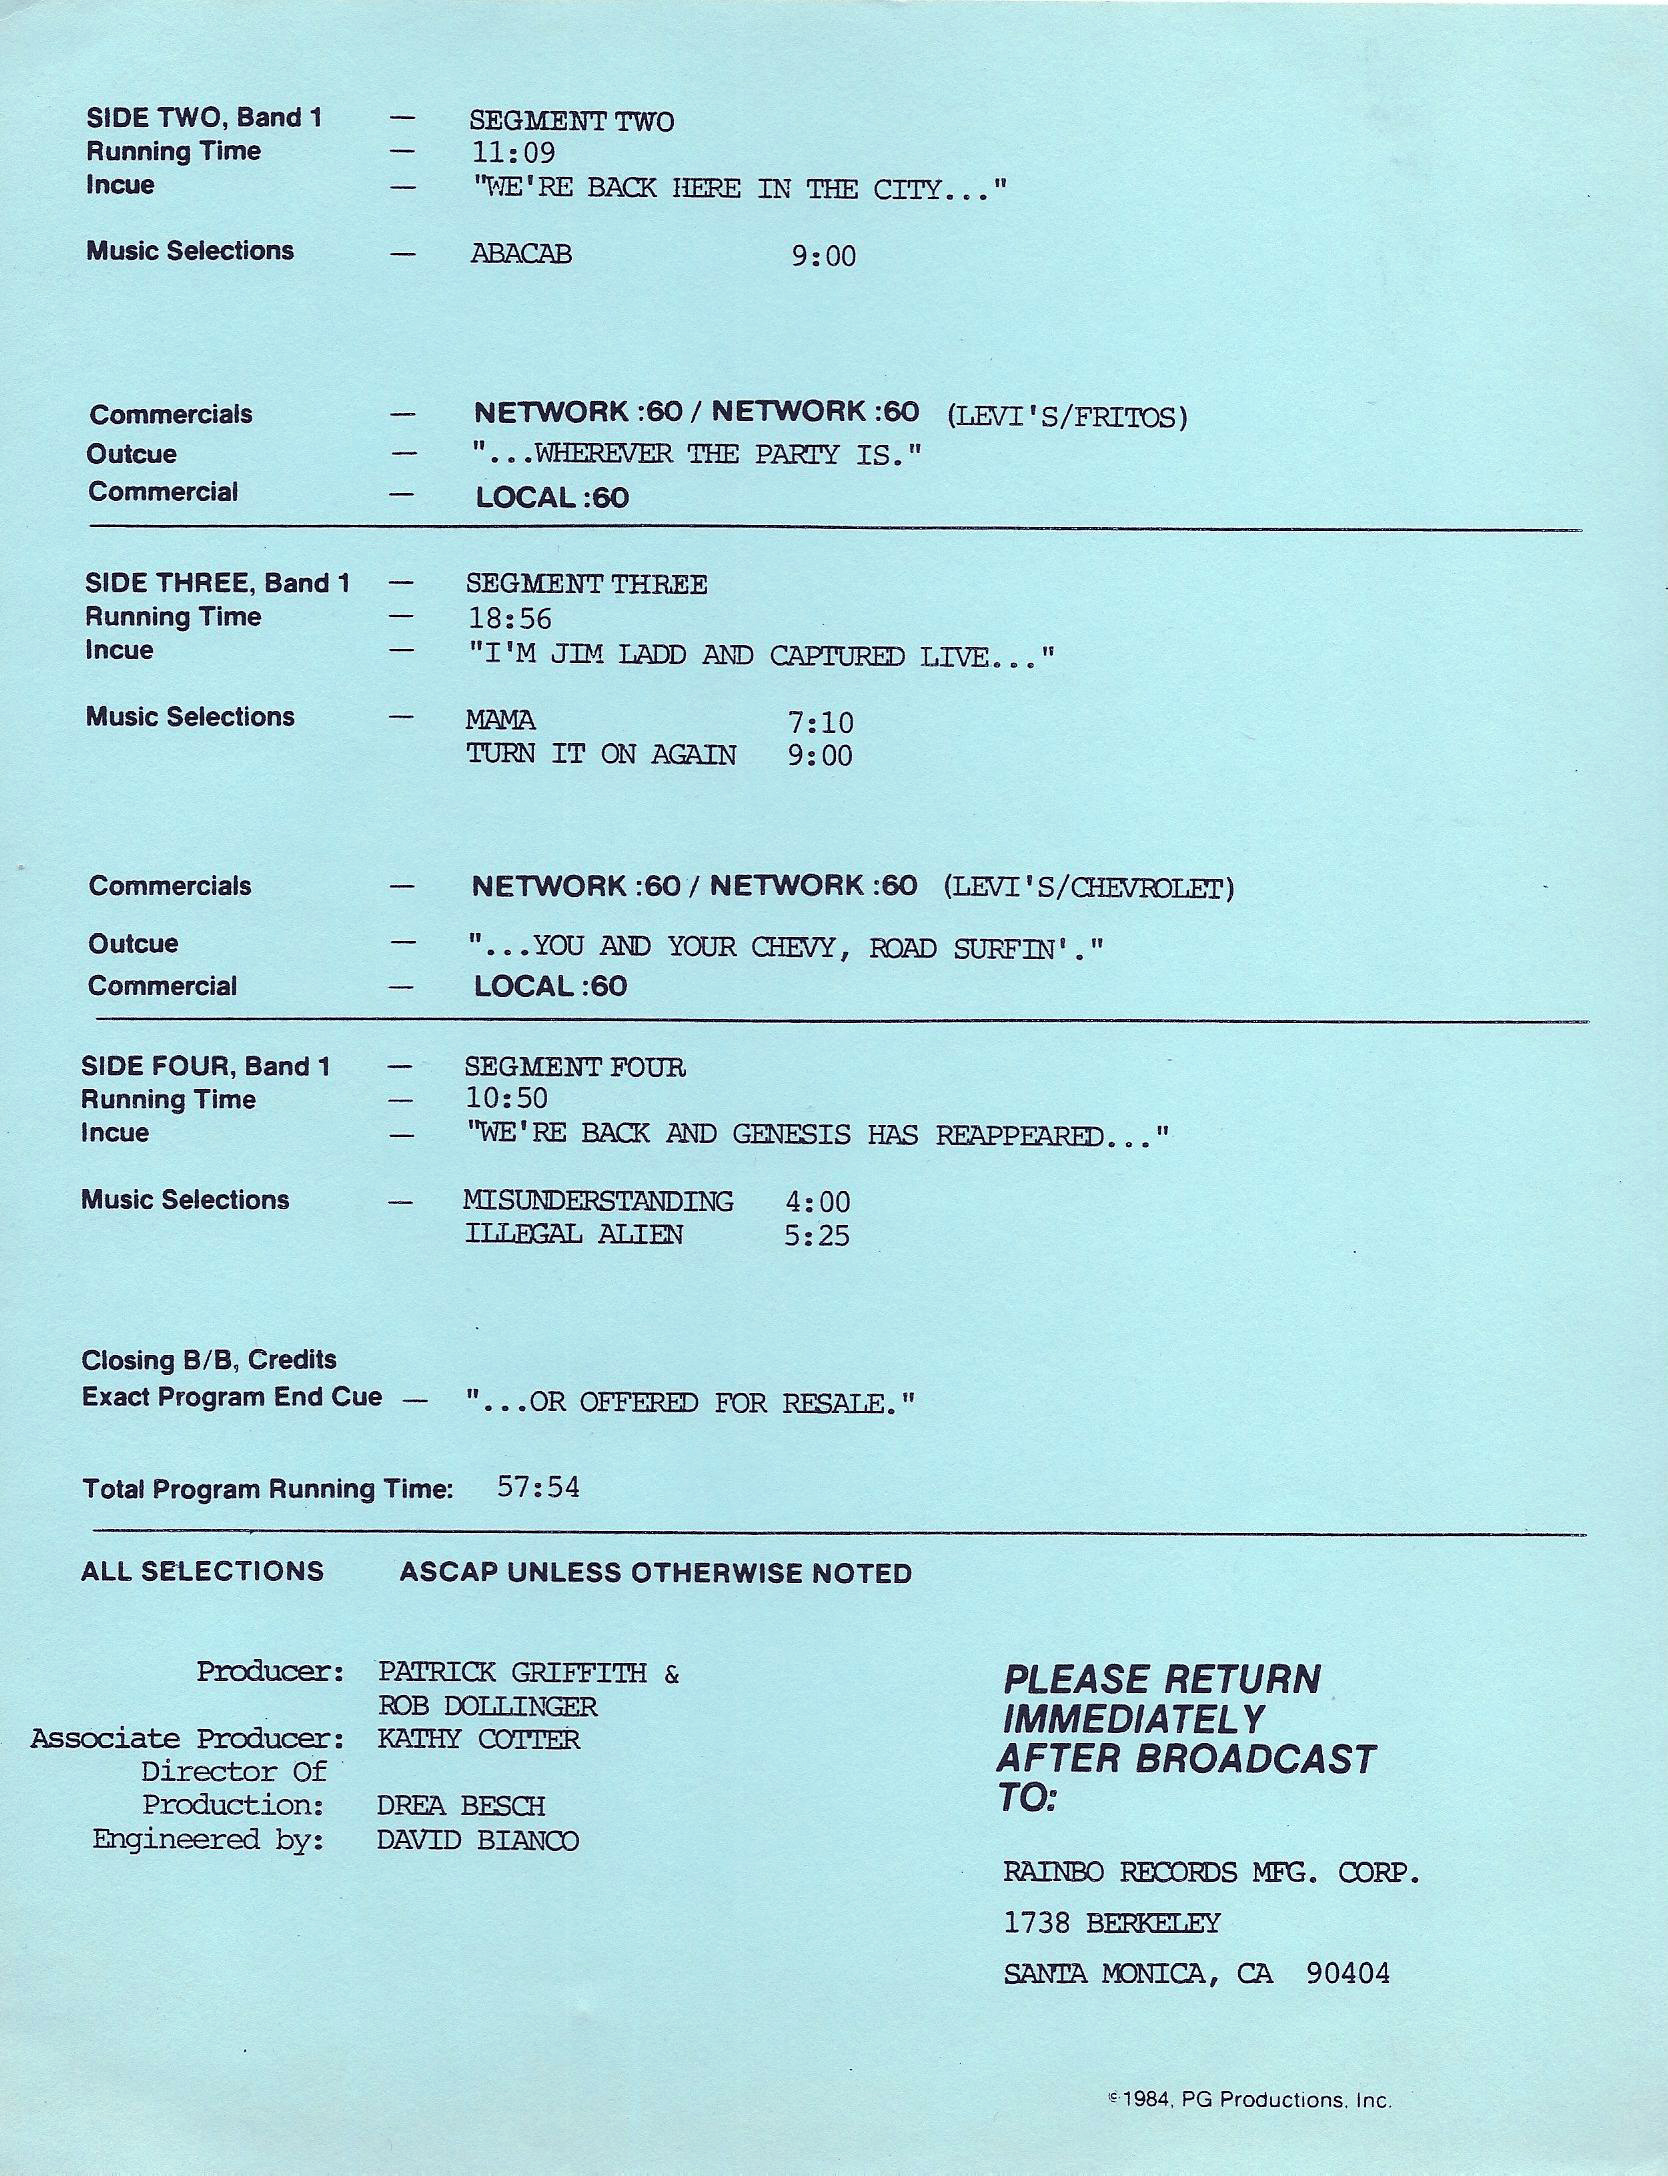 SIDE TWO, Band 1 — SEGMENT TWO
Running Time — 11:09
Incue — "WE'RE BACK HERE IN THE CITY..."
Music Selections — ABACAB 9:00
Commercials — NETWORK :60 / NETWORK :60 (LEVI'S/FRITOS)
Outcue — "...WHEREVER THE PARTY IS."
Commercial — LOCAL :60
SIDE THREE, Band 1 — SEGMENT THREE
Running Time — 18:56
Incue — "I'M JIM LADD AND CAPTURED LIVE..."
Music Selections — MAMA 7:10
TURN IT ON AGAIN 9:00
Commercials — NETWORK :60 / NETWORK :60 (LEVI'S/CHEVROLET)
Outcue — "...YOU AND YOUR CHEVY, ROAD SURFIN'."
Commercial — LOCAL :60
SIDE FOUR, Band 1 — SEGMENT FOUR
Running Time — 10:50
Incue — "WE'RE BACK AND GENESIS HAS REAPPEARED..."
Music Selections — MISUNDERSTANDING 4:00
ILLEGAL ALIEN 5:25
Closing B/B, Credits
Exact Program End Cue — "...OR OFFERED FOR RESALE."
Total Program Running Time: 57:54
ALL SELECTIONS ASCAP UNLESS OTHERWISE NOTED
Producer: PATRICK GRIFFITH &
ROB DOLLINGER
Associate Producer: KATHY COTTER
Director Of
Production: DREA BESCH
Engineered by: DAVID BIANCO
PLEASE RETURN
IMMEDIATELY
AFTER BROADCAST
TO:
RAINBO RECORDS MFG. CORP.
1738 BERKELEY
SANTA MONICA, CA 90404
©1984, PG Productions, Inc.